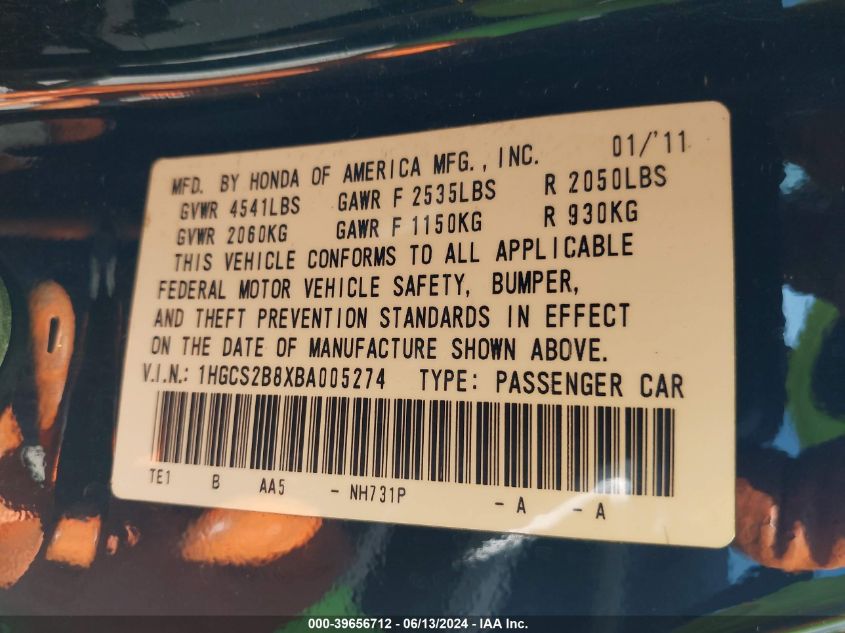 MFD. BY HONDA OF AMERICA MFG., INC. 01/'11
GVWR 4541LBS GAWR F 2535LBS R 2050LBS
GVWR 2060KG GAWR F 1150KG R 930KG
THIS VEHICLE CONFORMS TO ALL APPLICABLE
FEDERAL MOTOR VEHICLE SAFETY, BUMPER,
AND THEFT PREVENTION STANDARDS IN EFFECT
ON THE DATE OF MANUFACTURE SHOWN ABOVE.
V.I.N.: 1HGCS2B8XBA005274 TYPE: PASSENGER CAR
TE1 B AA5 - NH731P - A - A
000-39656712 - 06/13/2024 - IAA Inc.